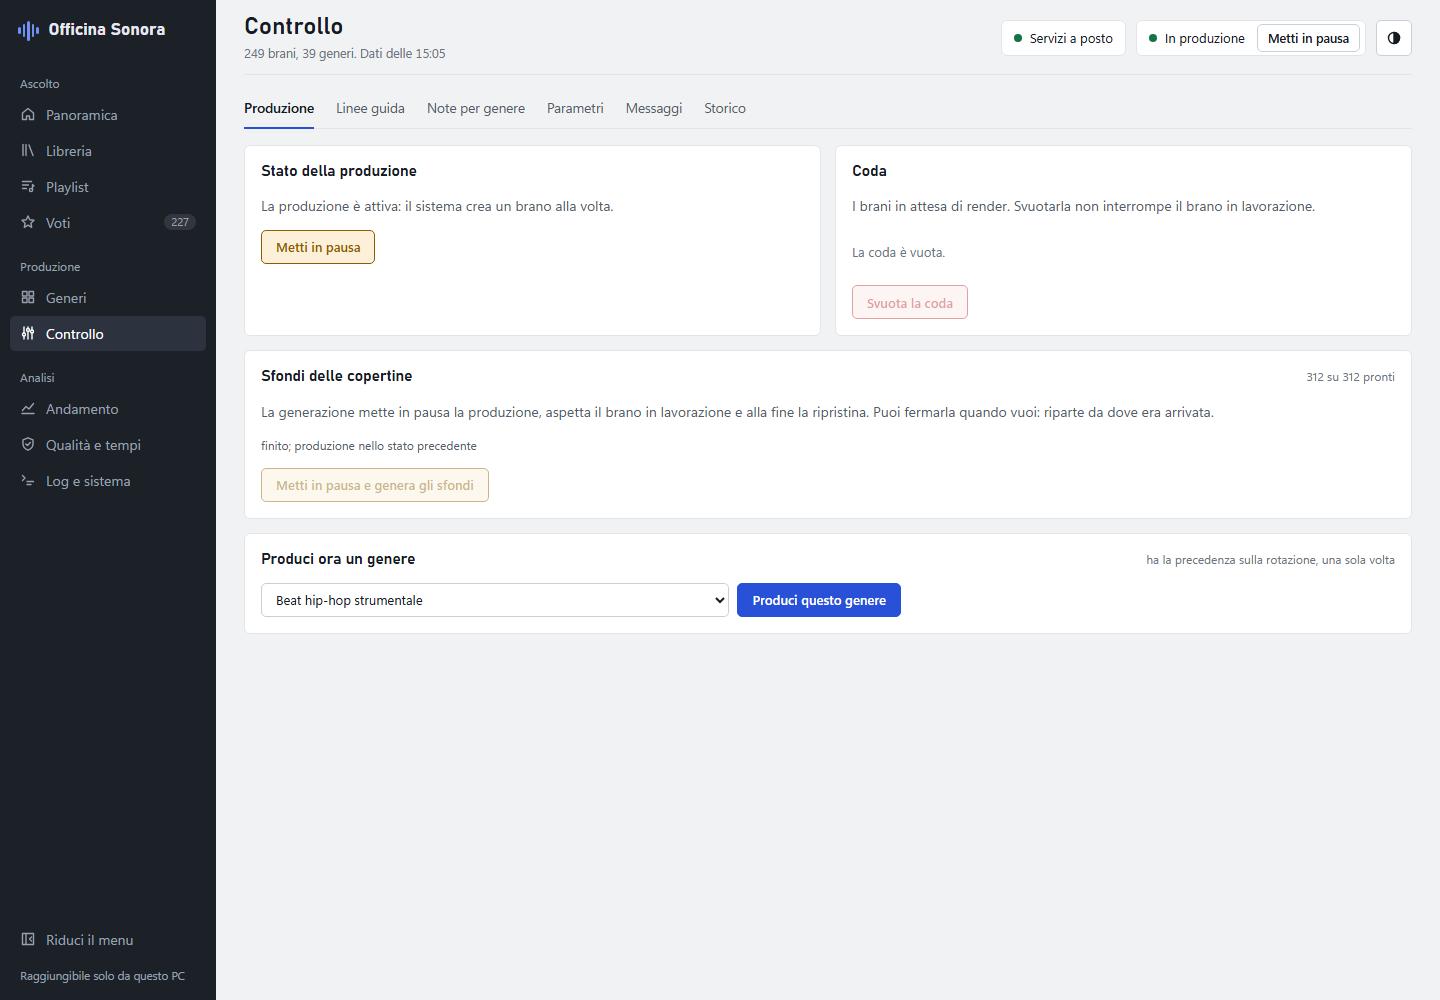 Officina Sonora
Ascolto
Panoramica
Libreria
Playlist
Voti 227
Produzione
Generi
Controllo
Analisi
Andamento
Qualità e tempi
Log e sistema
Riduci il menu
Raggiungibile solo da questo PC
Controllo
249 brani, 39 generi. Dati delle 15:05
Servizi a posto
In produzione
Metti in pausa
Produzione Linee guida Note per genere Parametri Messaggi Storico
Stato della produzione
La produzione è attiva: il sistema crea un brano alla volta.
Metti in pausa
Coda
I brani in attesa di render. Svuotarla non interrompe il brano in lavorazione.
La coda è vuota.
Svuota la coda
Sfondi delle copertine
312 su 312 pronti
La generazione mette in pausa la produzione, aspetta il brano in lavorazione e alla fine la ripristina. Puoi fermarla quando vuoi: riparte da dove era arrivata.
finito; produzione nello stato precedente
Metti in pausa e genera gli sfondi
Produci ora un genere
ha la precedenza sulla rotazione, una sola volta
Beat hip-hop strumentale
Produci questo genere